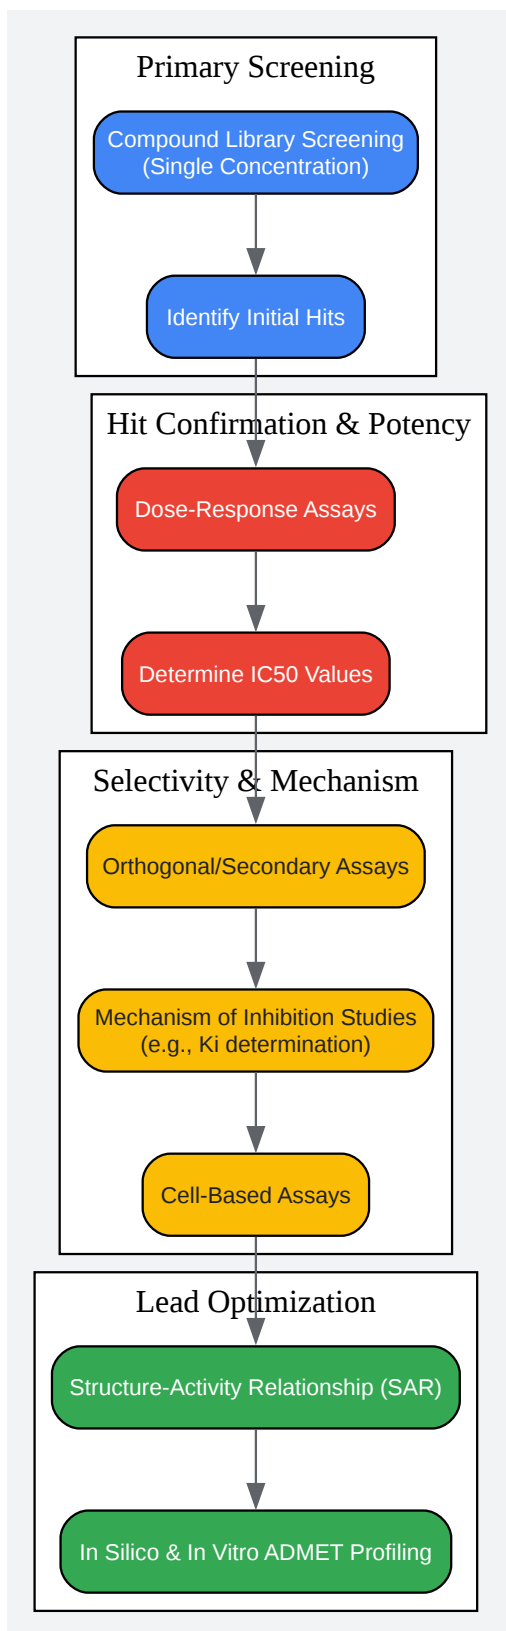 Primary Screening
Compound Library Screening
(Single Concentration)
Identify Initial Hits
Hit Confirmation & Potency
Dose-Response Assays
Determine IC50 Values
Selectivity & Mechanism
Orthogonal/Secondary Assays
Mechanism of Inhibition Studies
(e.g., Ki determination)
Cell-Based Assays
Lead Optimization
Structure-Activity Relationship (SAR)
In Silico & In Vitro ADMET Profiling